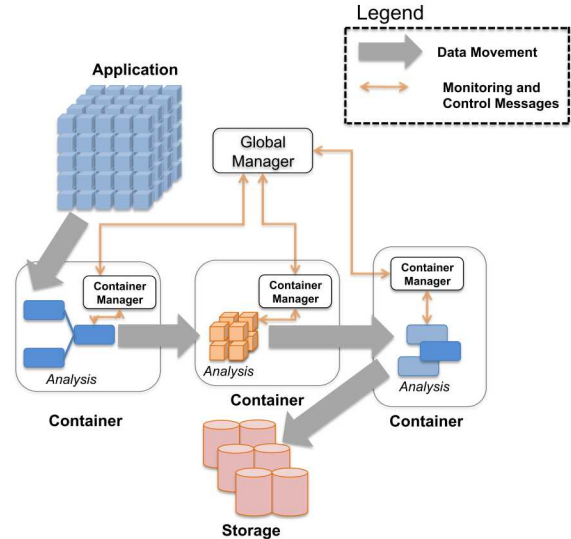 Legend
Data Movement
Monitoring and
Control Messages
Application
Global
Manager
Container
Manager
Analysis
Container
Container
Manager
Analysis
Container
Container
Manager
Analysis
Container
Storage